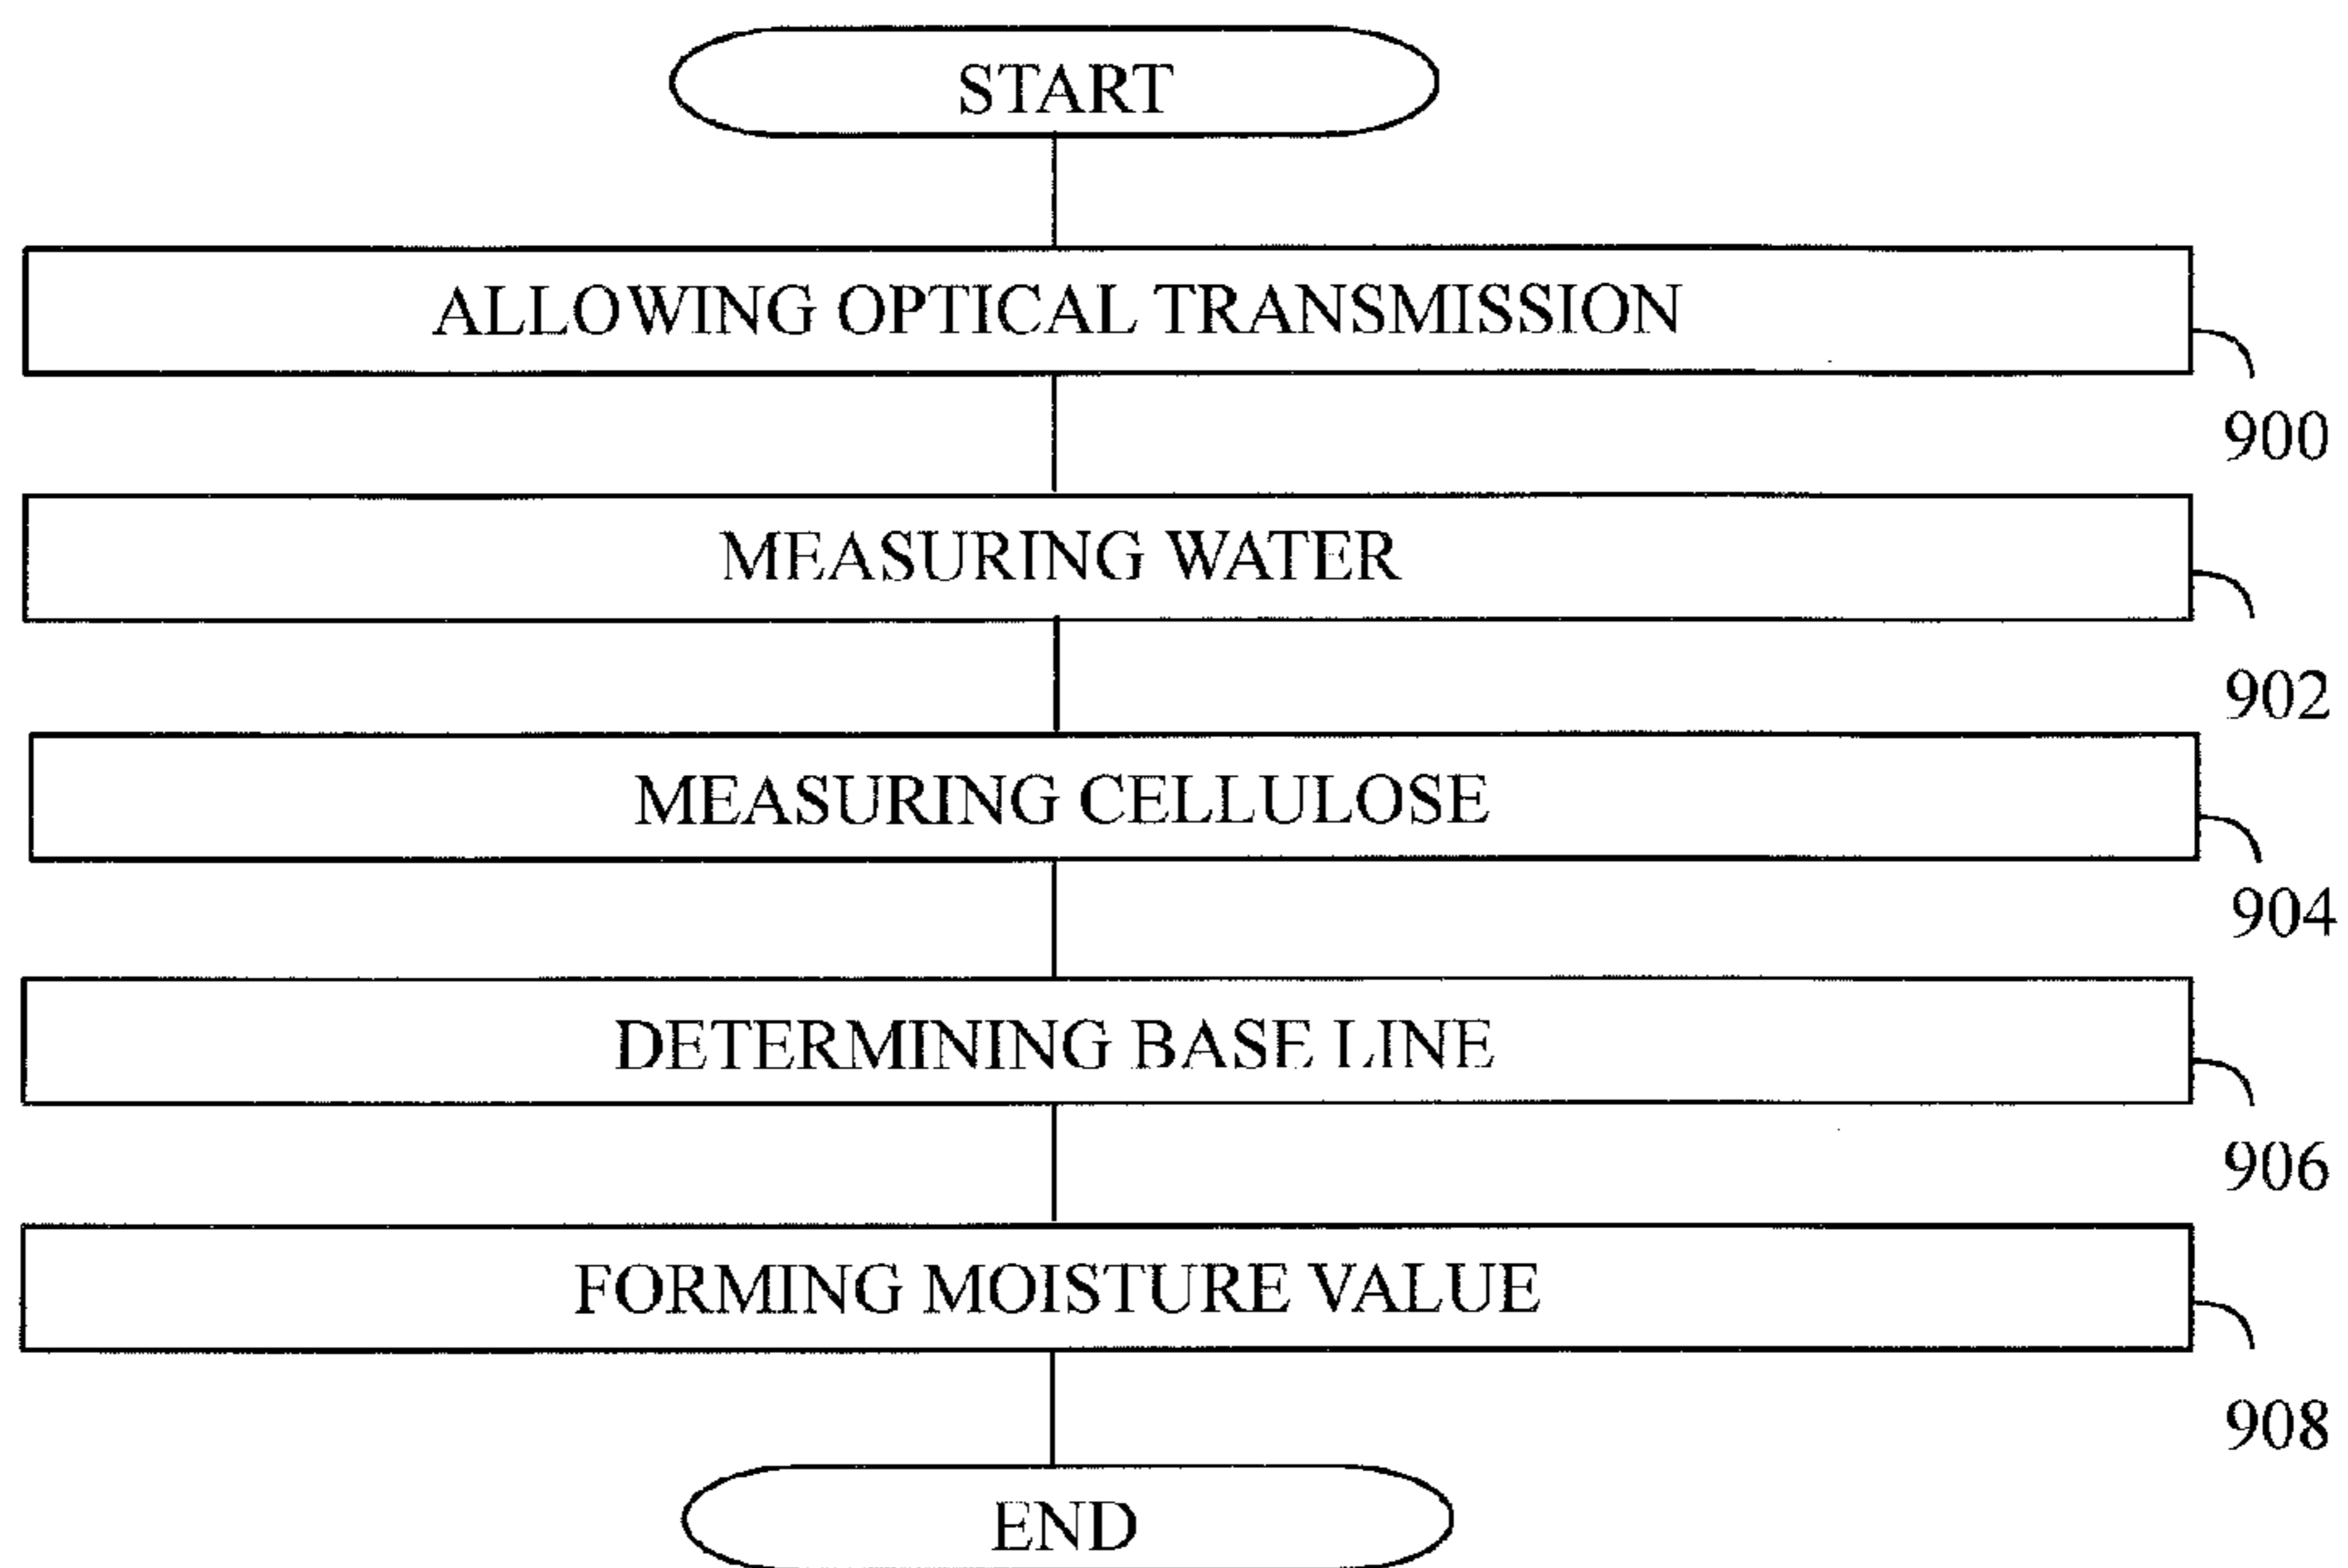 START
ALLOWING OPTICAL TRANSMISSION
900
MEASURING WATER
902
MEASURING CELLULOSE
904
DETERMINING BASE LINE
906
FORMING MOISTURE VALUE
908
END